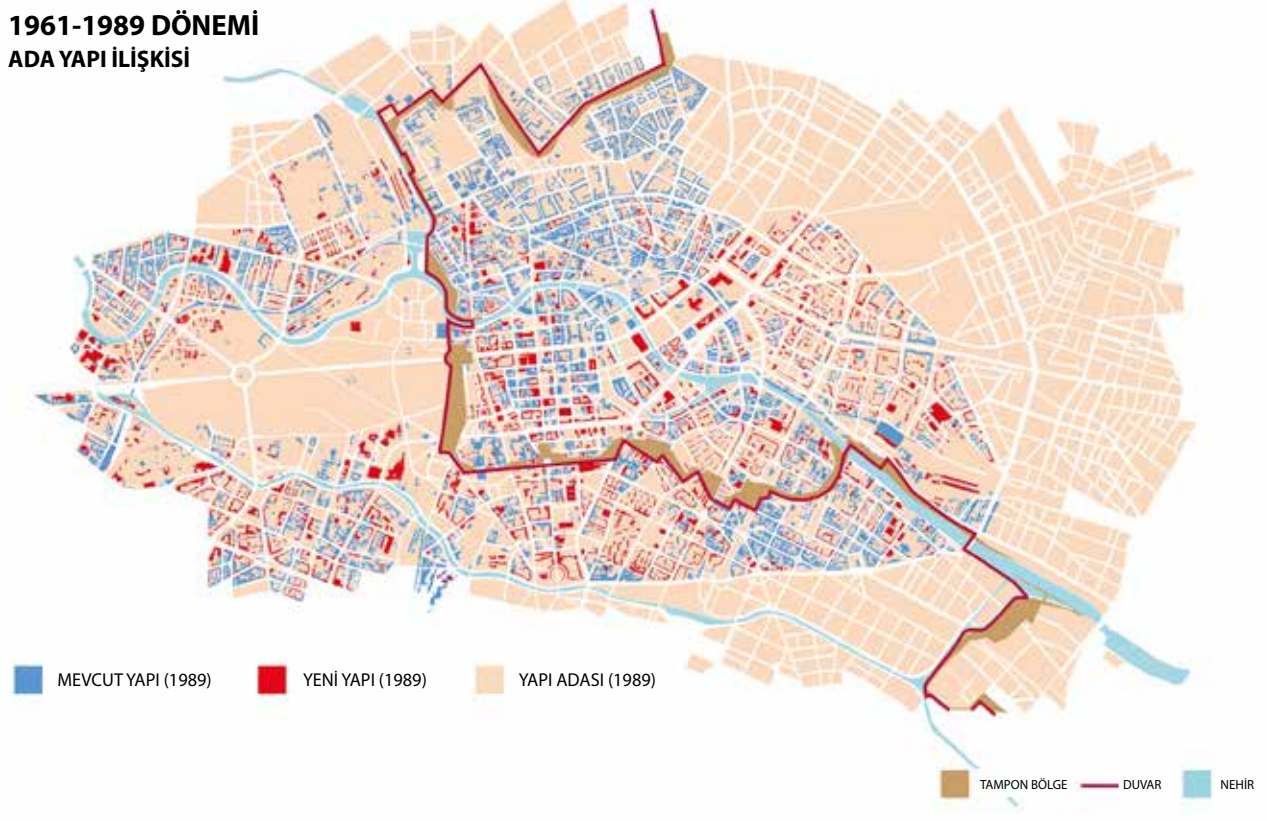 1961-1989 DÖNEMİ
ADA YAPI İLİŞKİSİ
MEVCUT YAPI (1989)
YENİ YAPI (1989)
YAPI ADASI (1989)
TAMPON BÖLGE
DUVAR
NEHİR